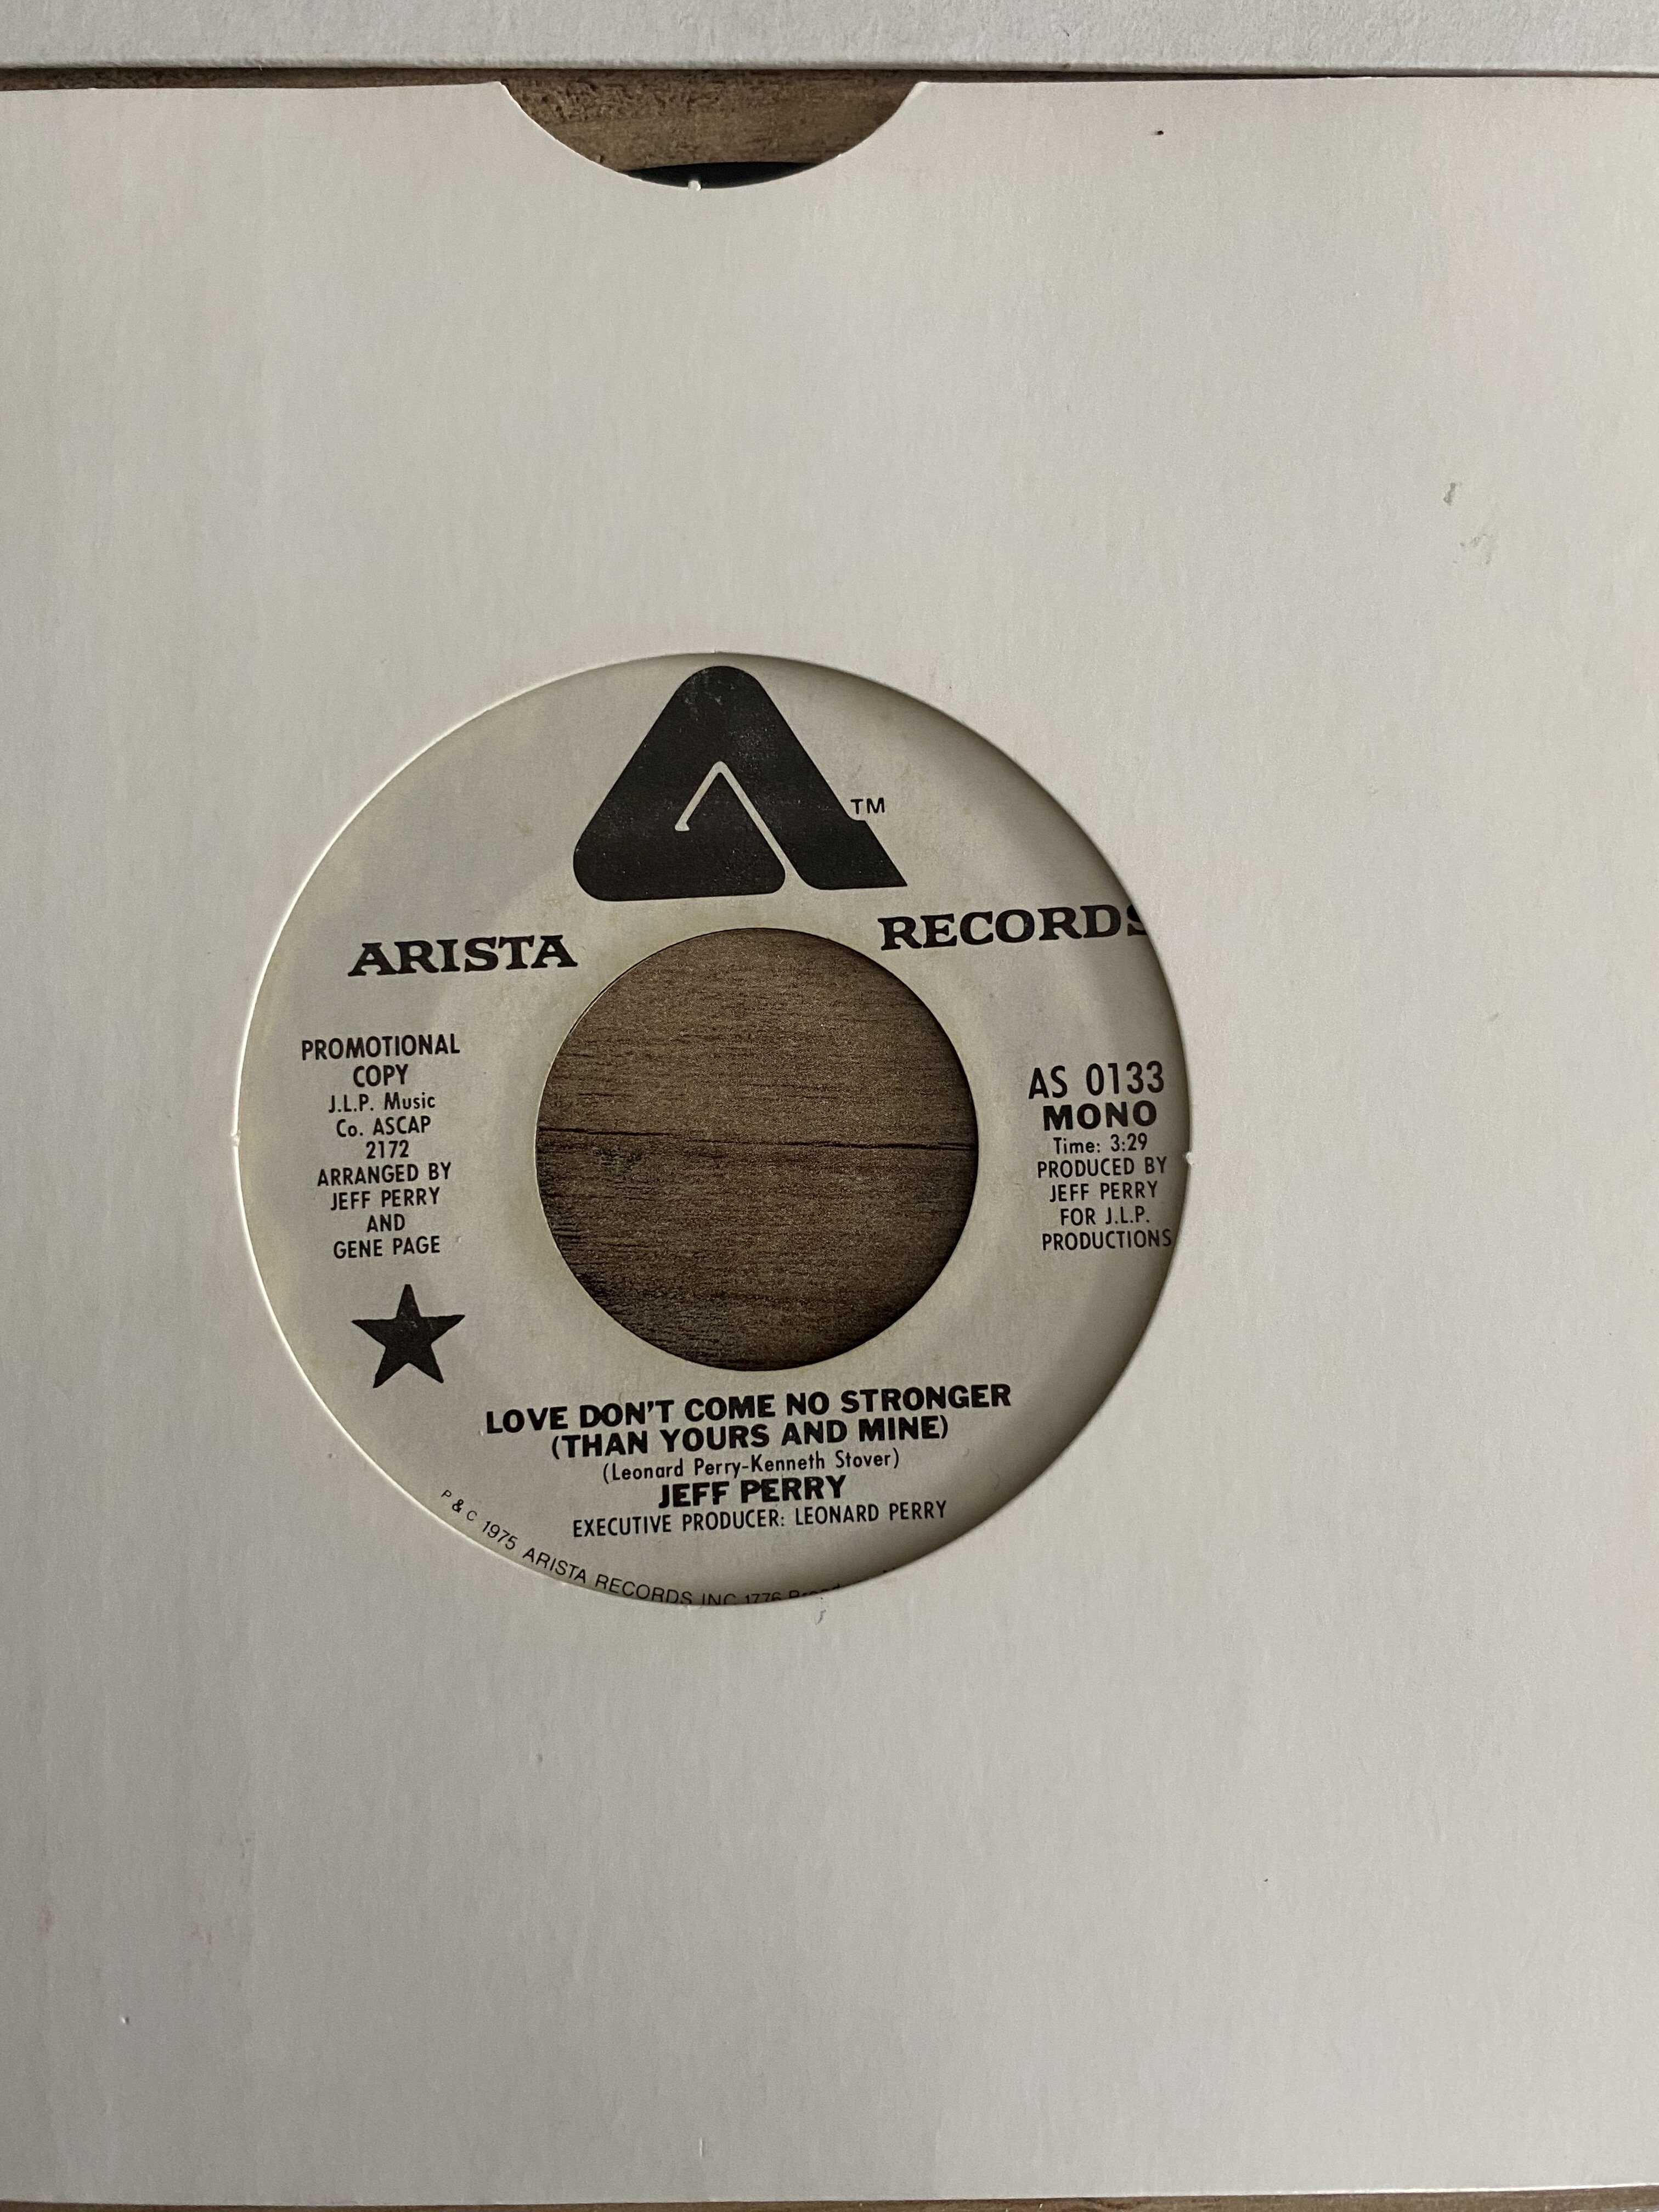 TM
ARISTA RECORDS
PROMOTIONAL
COPY
J.L.P. Music
Co. ASCAP
2172
ARRANGED BY
JEFF PERRY
AND
GENE PAGE
AS 0133
MONO
Time: 3:29
PRODUCED BY
JEFF PERRY
FOR J.L.P.
PRODUCTIONS
LOVE DON'T COME NO STRONGER
(THAN YOURS AND MINE)
(Leonard Perry-Kenneth Stover)
JEFF PERRY
EXECUTIVE PRODUCER: LEONARD PERRY
P & C 1975 ARISTA RECORDS INC 1776